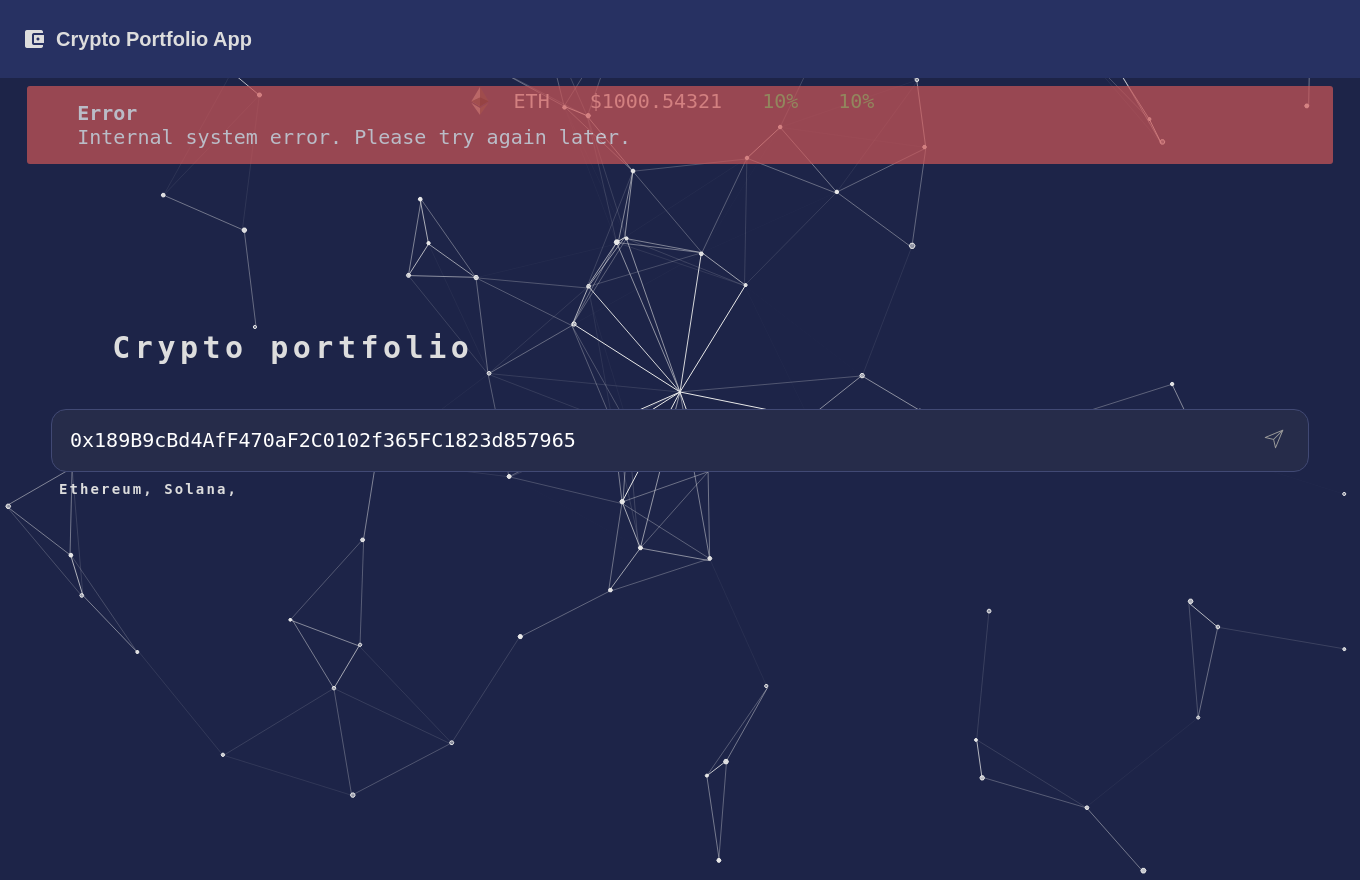 Crypto Portfolio App
ETH $1000.54321 10% 10%
Error
Internal system error. Please try again later.
Crypto portfolio
0x189B9cBd4AfF470aF2C0102f365FC1823d857965
Ethereum, Solana,